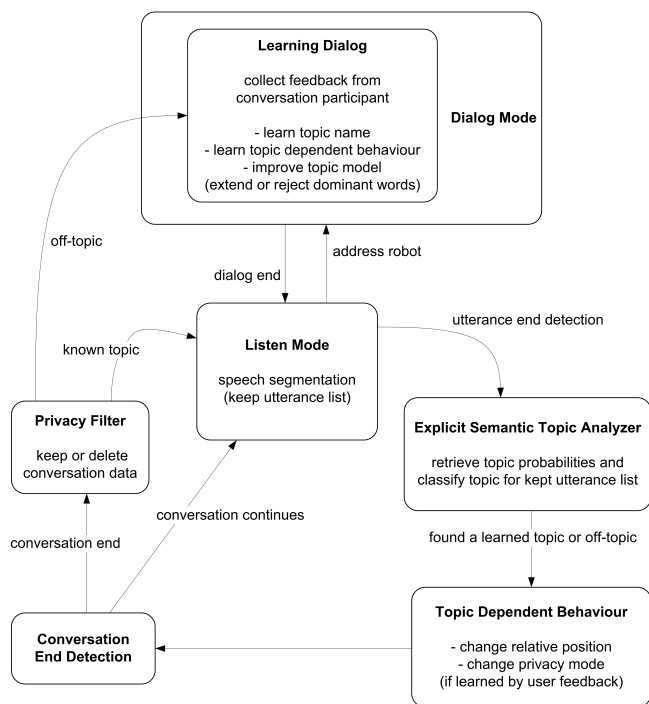 Learning Dialog
collect feedback from
conversation participant
- learn topic name
- learn topic dependent behaviour
- improve topic model
(extend or reject dominant words)
Dialog Mode
off-topic
address robot
dialog end
utterance end detection
known topic
Listen Mode
speech segmentation
(keep utterance list)
Privacy Filter
keep or delete
conversation data
Explicit Semantic Topic Analyzer
retrieve topic probabilities and
classify topic for kept utterance list
conversation continues
conversation end
found a learned topic or off-topic
Conversation
End Detection
Topic Dependent Behaviour
- change relative position
- change privacy mode
(if learned by user feedback)